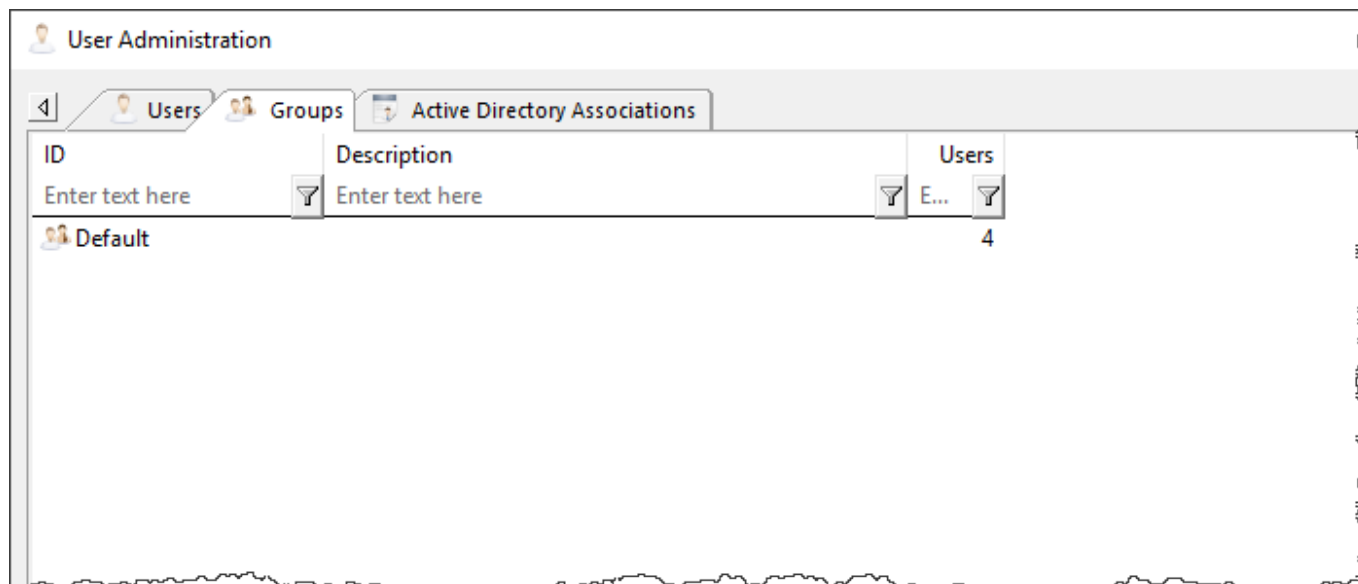 User Administration
Users Groups Active Directory Associations
ID Description Users
Enter text here Enter text here E...
Default 4